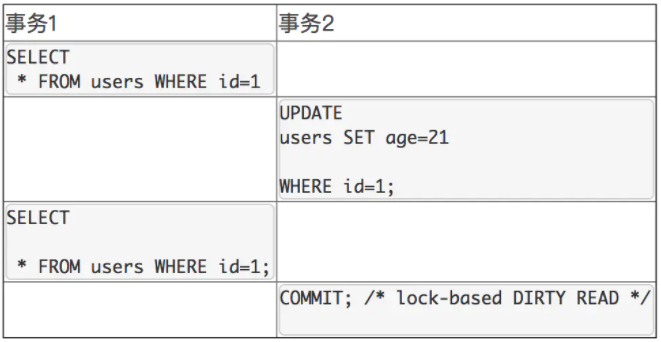 事务1
事务2
SELECT
* FROM users WHERE id=1
UPDATE
users SET age=21
WHERE id=1;
SELECT
* FROM users WHERE id=1;
COMMIT; /* lock-based DIRTY READ */